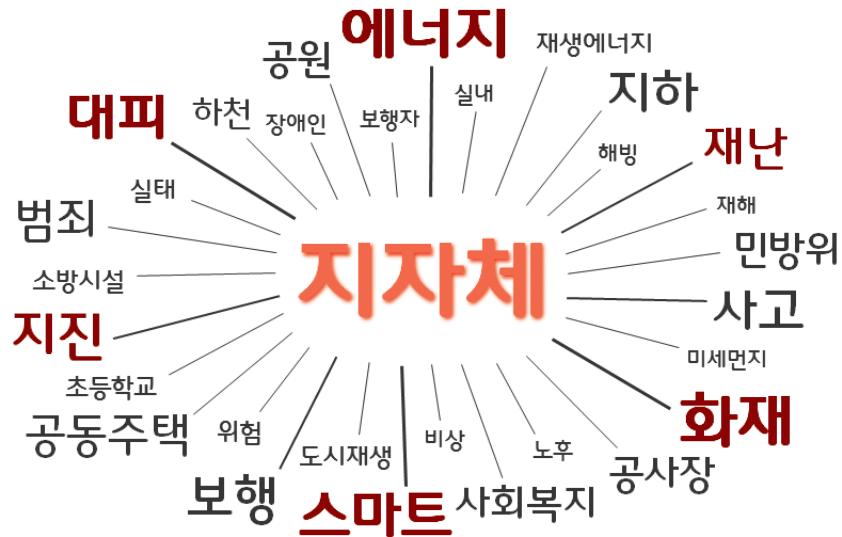 에너지
공원
재생에너지
실내
지하
대피
하천
장애인
보행자
재난
해빙
실태
재해
범죄
민방위
지자체
소방시설
사고
지진
미세먼지
초등학교
화재
공동주택
위험
도시재생
비상
노후
공사장
보행
스마트
사회복지